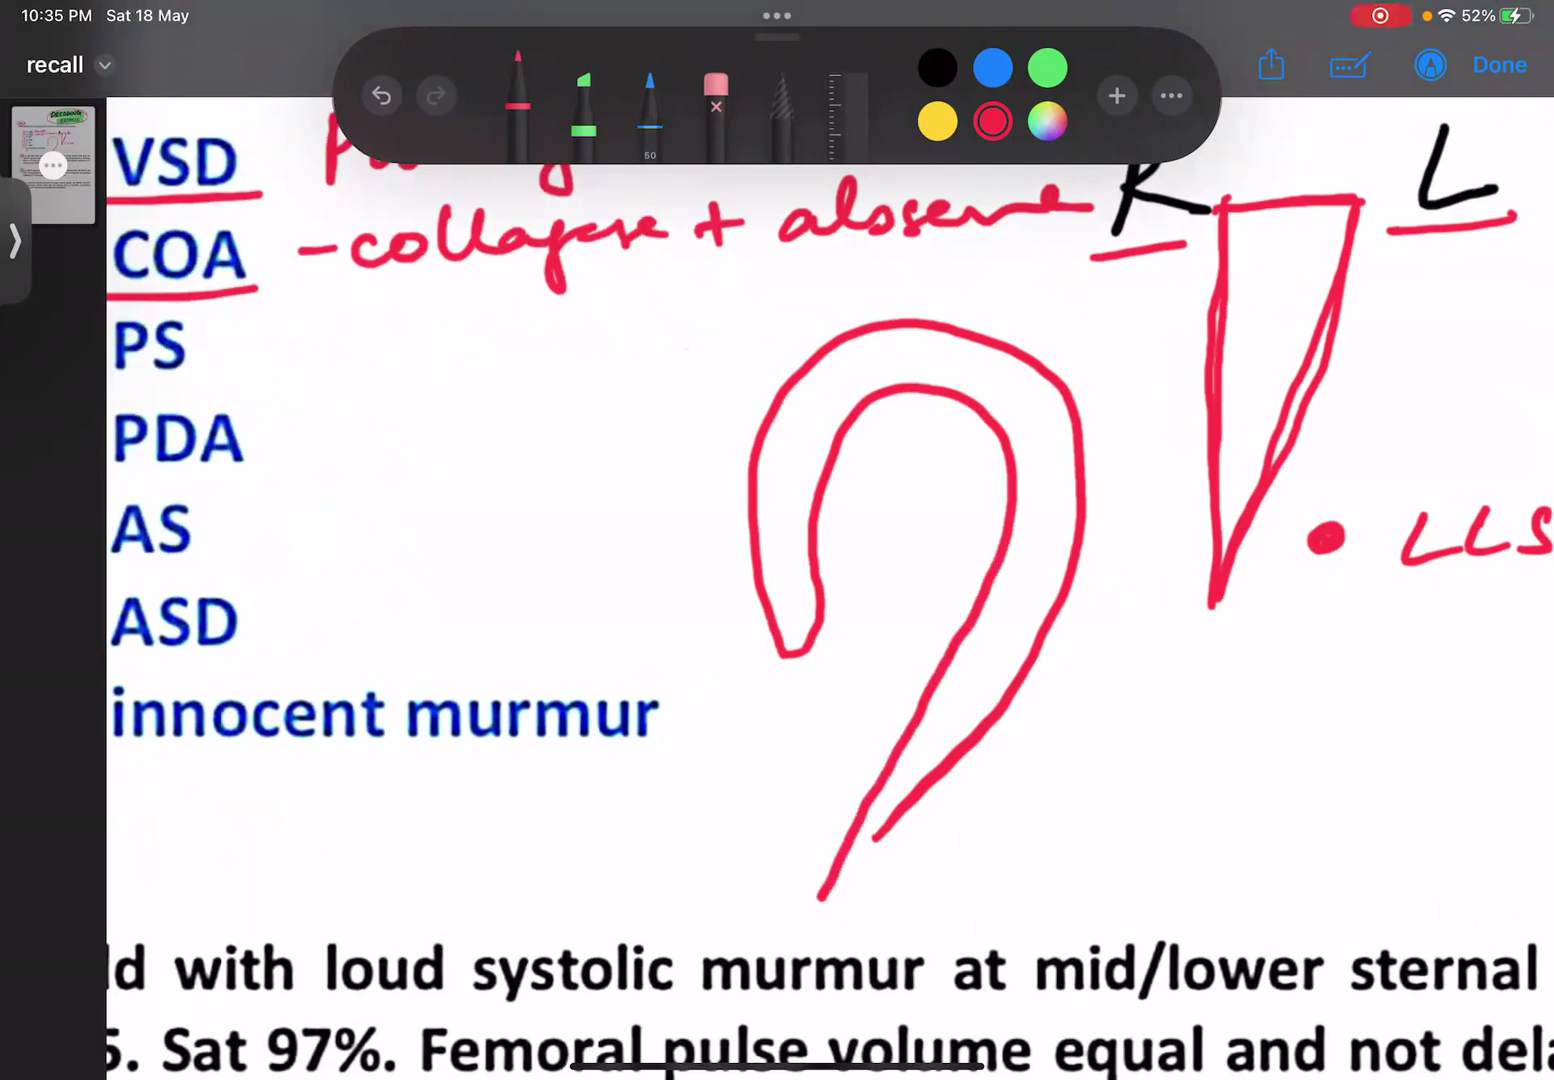 10:35 PM Sat 18 May
52%
recall
Done
50
VSD
R
L
COA
-collapse + absence
PS
PDA
AS
LLS
ASD
innocent murmur
ld with loud systolic murmur at mid/lower sternal
5. Sat 97%. Femoral pulse volume equal and not dela